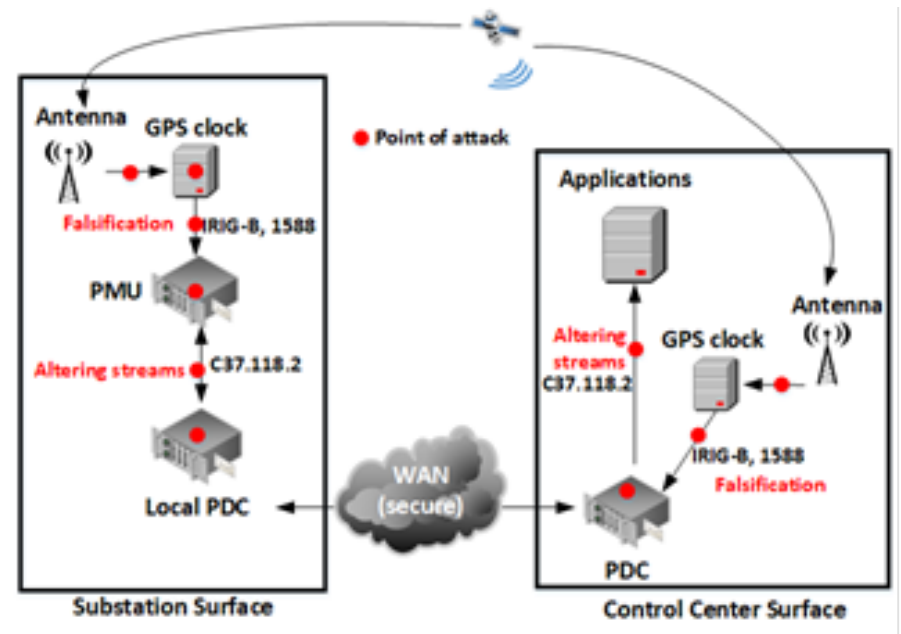 Antenna
GPS clock
Point of attack
Falsification
IRIG-B, 1588
PMU
Altering streams
C37.118.2
Local PDC
Substation Surface
WAN
(secure)
Applications
Antenna
Altering
streams
C37.118.2
GPS clock
IRIG-B, 1588
Falsification
PDC
Control Center Surface